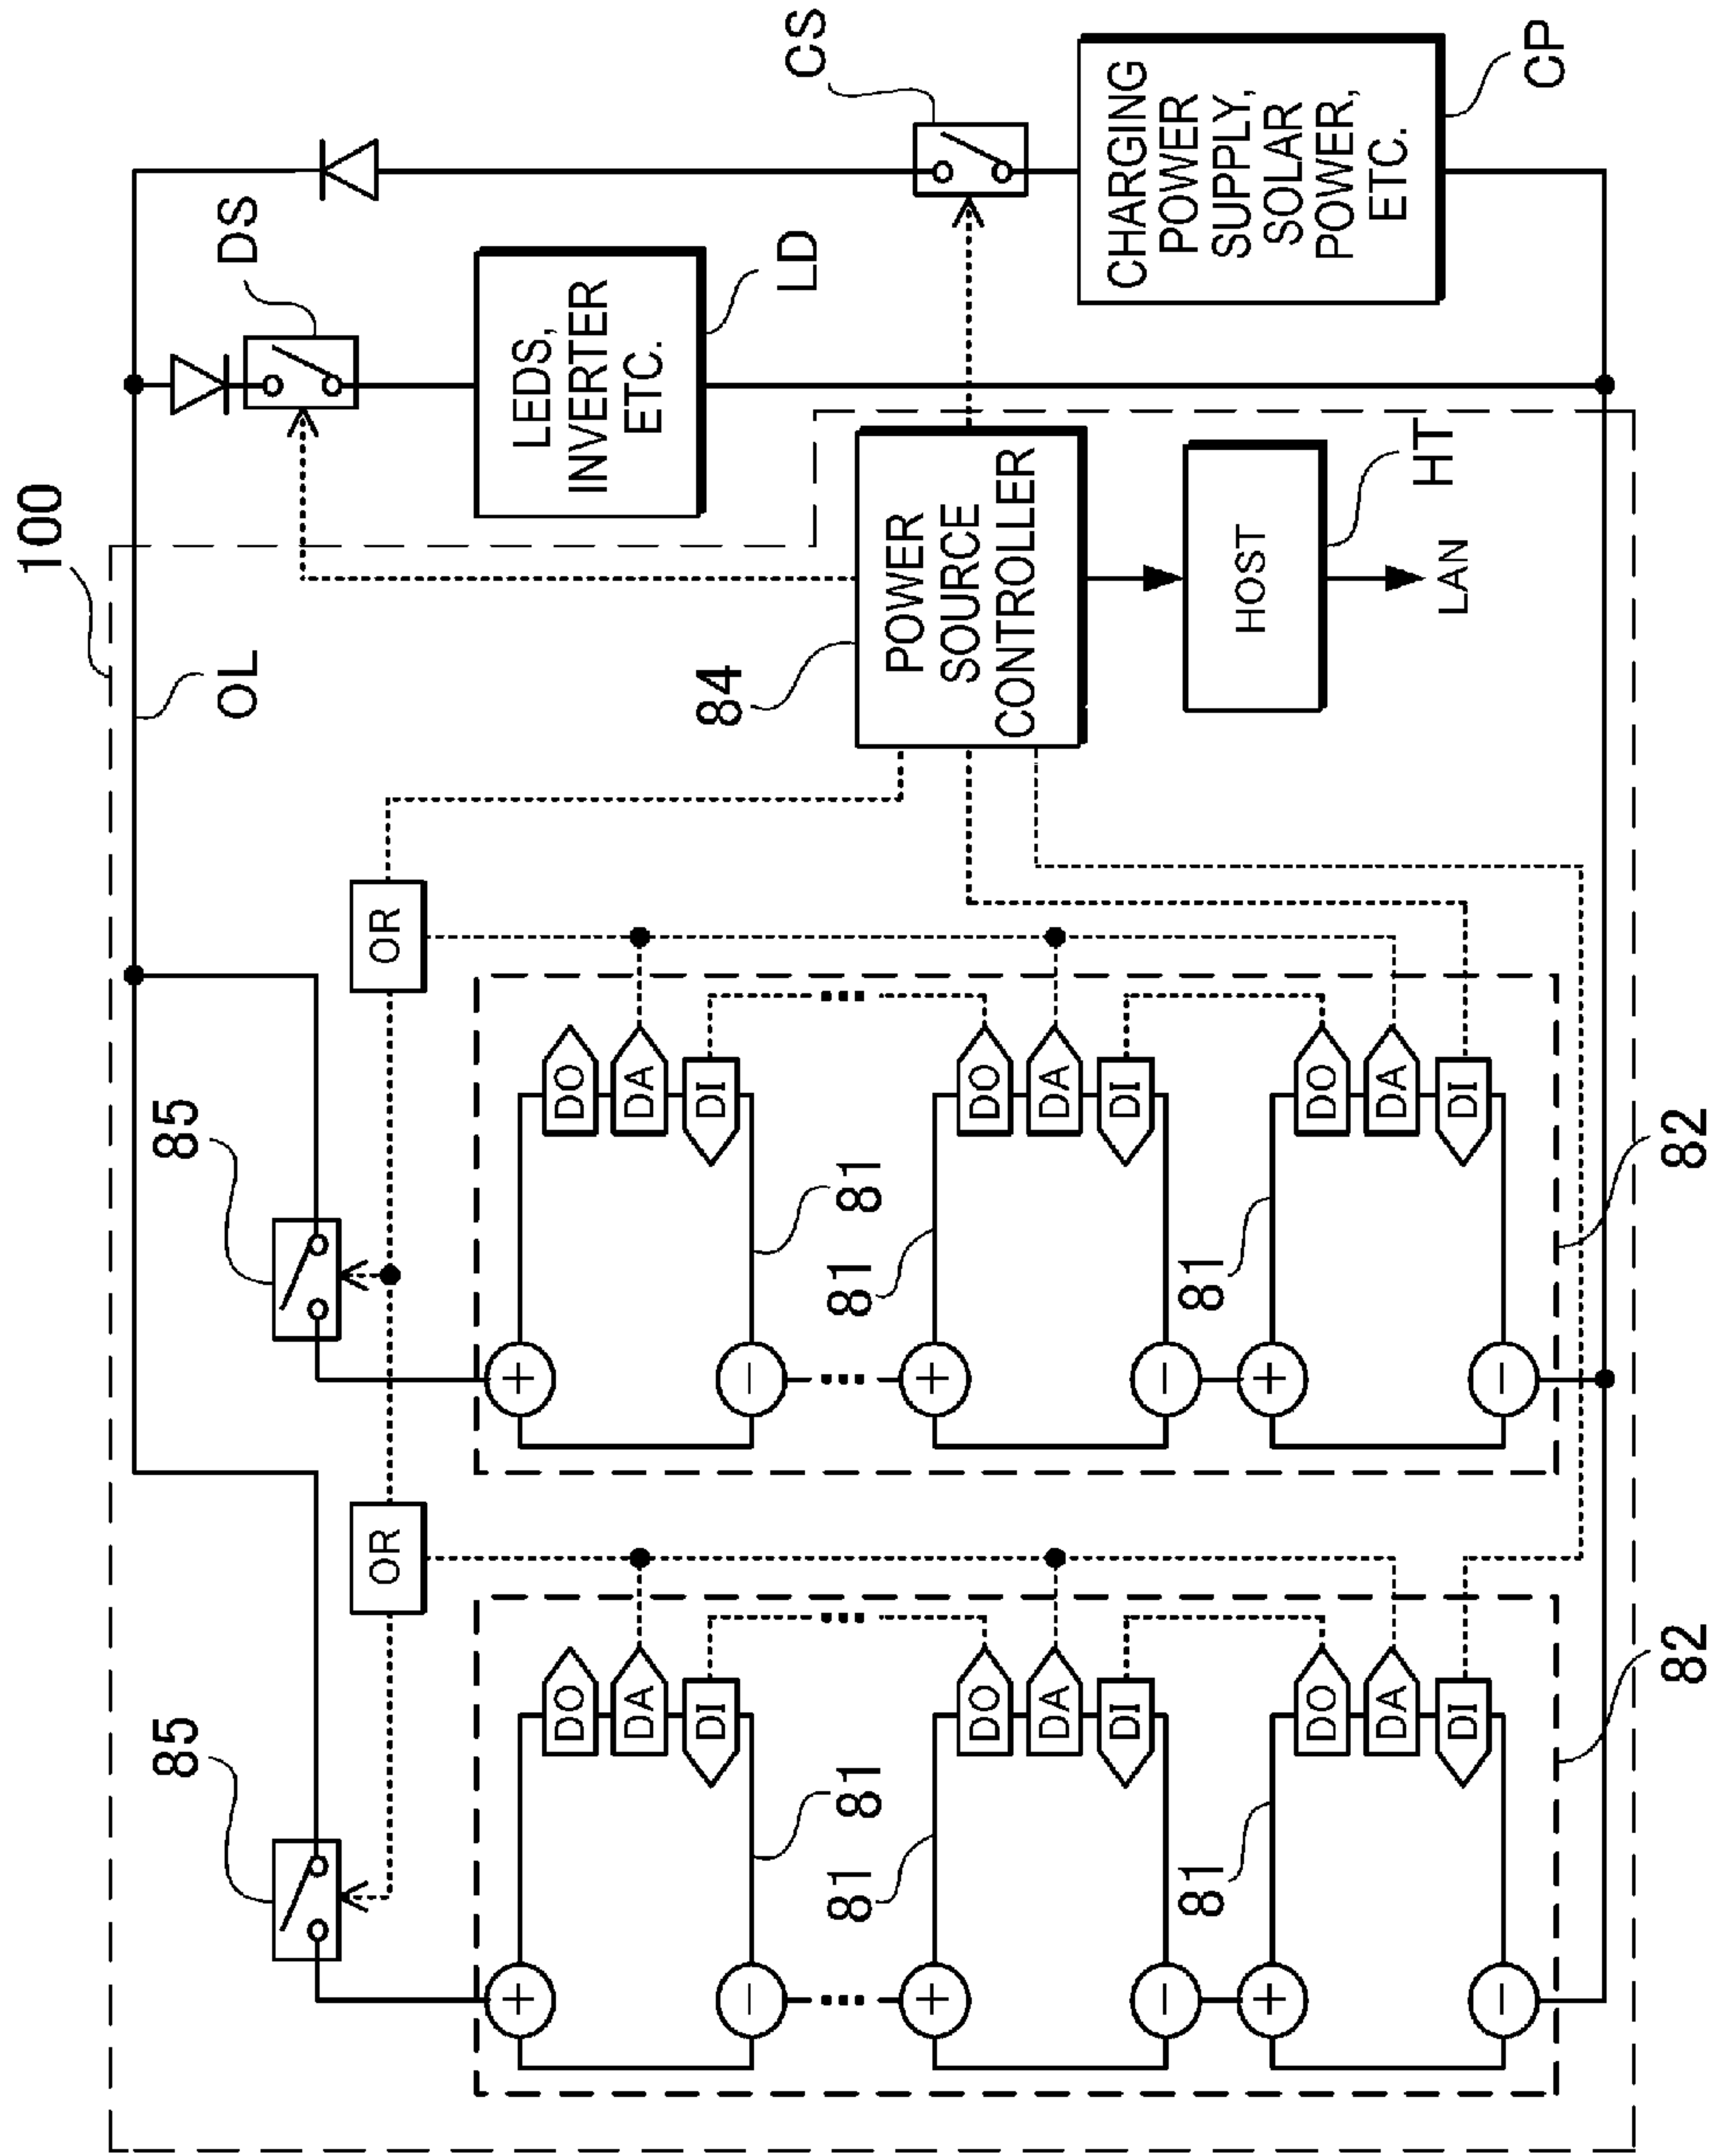 100
OL
DS
LEDS,
INVERTER
ETC.
LD
CS
CHARGING
POWER
SUPPLY,
SOLAR
POWER,
ETC.
CP
84
POWER
SOURCE
CONTROLLER
HOST
HT
LAN
85
OR
85
OR
DO
DA
DI
81
DO
DA
DI
81
DO
DA
DI
81
82
DO
DA
DI
81
DO
DA
DI
81
DO
DA
DI
81
82
+
-
+
-
+
-
+
-
+
-
+
-